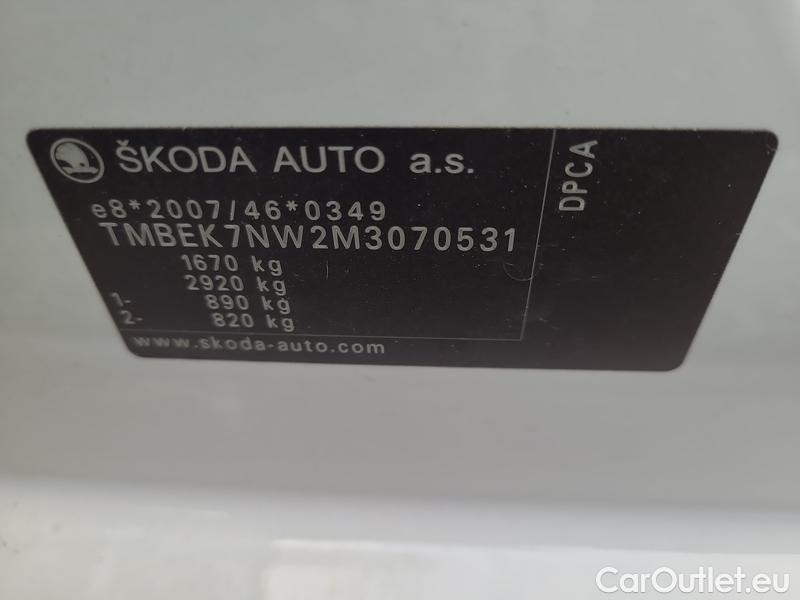 ŠKODA AUTO a.s.
e8*2007/46*0349
TMBEK7NW2M3070531
1670 kg
2920 kg
1- 890 kg
2- 820 kg
www.skoda-auto.com
DPCA
CarOutlet.eu